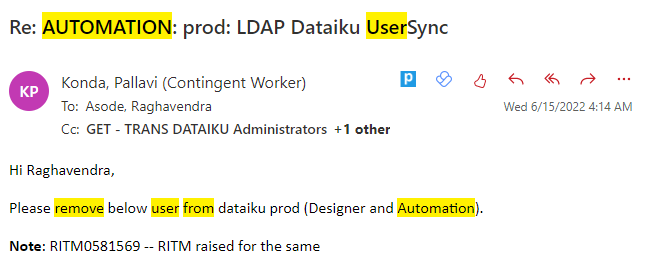 Re: AUTOMATION: prod: LDAP Dataiku UserSync
KP
Konda, Pallavi (Contingent Worker)
To: Asode, Raghavendra
Wed 6/15/2022 4:14 AM
Cc: GET - TRANS DATAIKU Administrators +1 other
Hi Raghavendra,
Please remove below user from dataiku prod (Designer and Automation).
Note: RITM0581569 -- RITM raised for the same